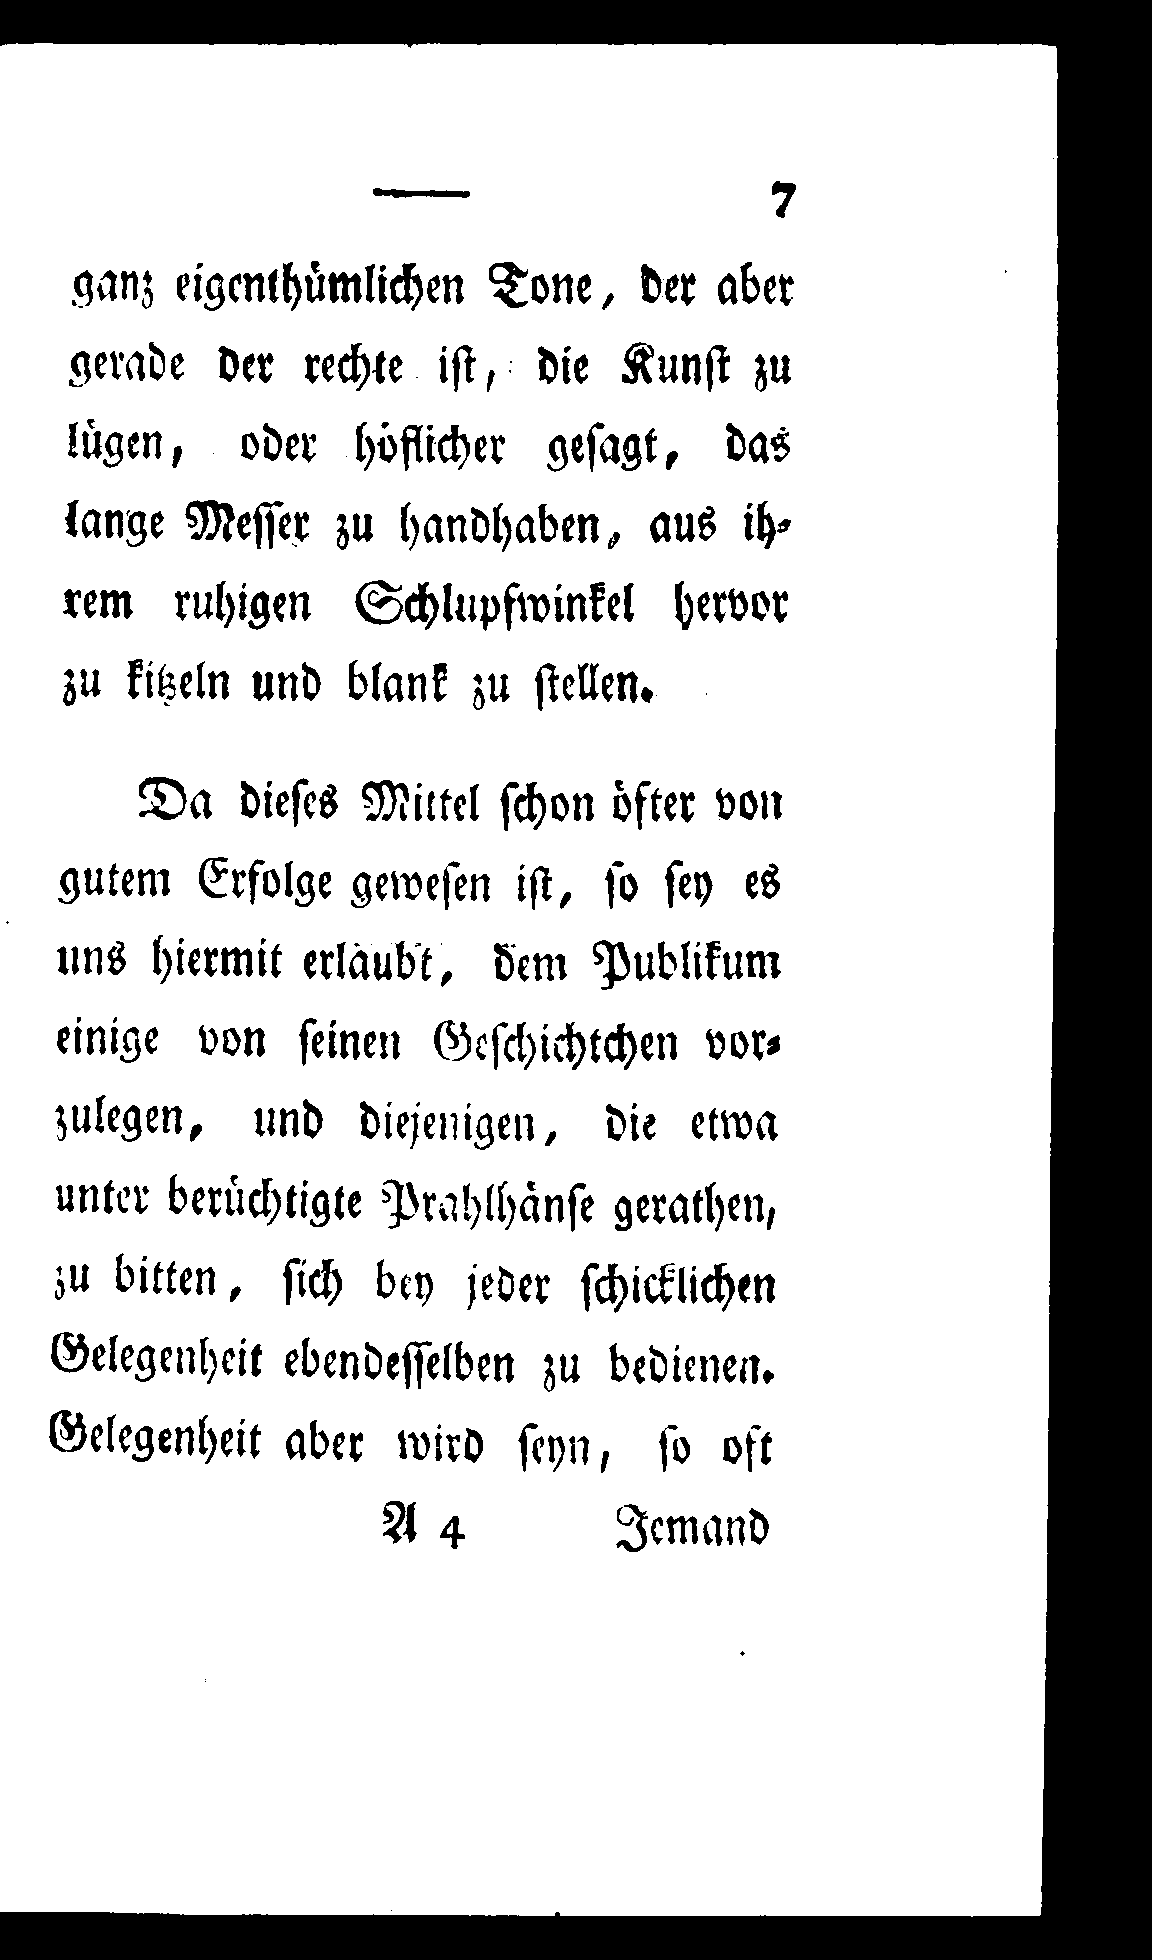 — 7
ganz eigenthümlichen Tone, der aber
gerade der rechte iſt, die Kunſt zu
lügen, oder höflicher geſagt, das
lange Meſſer zu handhaben, aus ih-
rem ruhigen Schlupfwinkel hervor
zu kitzeln und blank zu ſtellen.
Da dieſes Mittel ſchon öfter von
gutem Erfolge geweſen iſt, ſo ſey es
uns hiermit erlaubt, dem Publikum
einige von ſeinen Geſchichtchen vor-
zulegen, und diejenigen, die etwa
unter berüchtigte Prahlhänſe gerathen,
zu bitten, ſich bey jeder ſchicklichen
Gelegenheit ebendeſſelben zu bedienen.
Gelegenheit aber wird ſeyn, ſo oft
A 4 Jemand